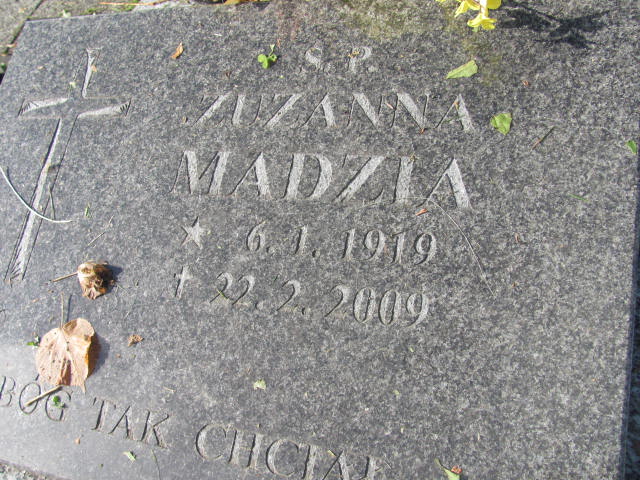 Ś.P.
ZUZANNA
MADZIA
★ 6.1.1919
† 22.2.2009
BÓG TAK CHCIAŁ